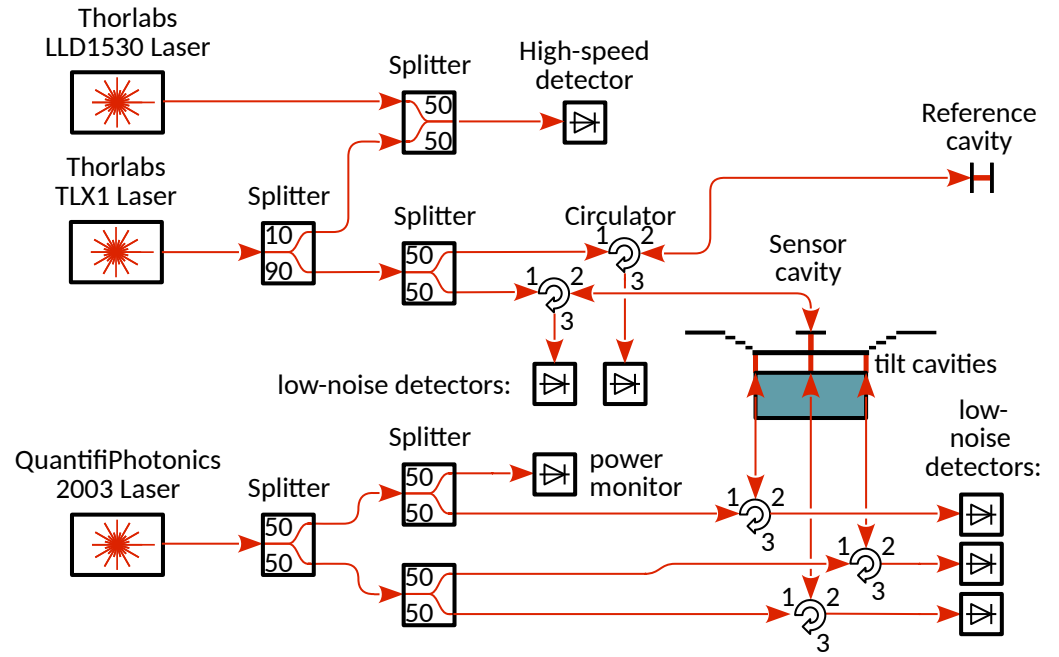 Thorlabs
LLD1530 Laser
Splitter
50
50
High-speed
detector
Reference
cavity
Thorlabs
TLX1 Laser
Splitter
10
90
Splitter
50
50
Circulator
1 2
3
1 2
3
Sensor
cavity
tilt cavities
low-noise detectors:
low-
noise
detectors:
QuantifiPhotonics
2003 Laser
Splitter
50
50
Splitter
50
50
power
monitor
1 2
3
50
50
1 2
3
1 2
3